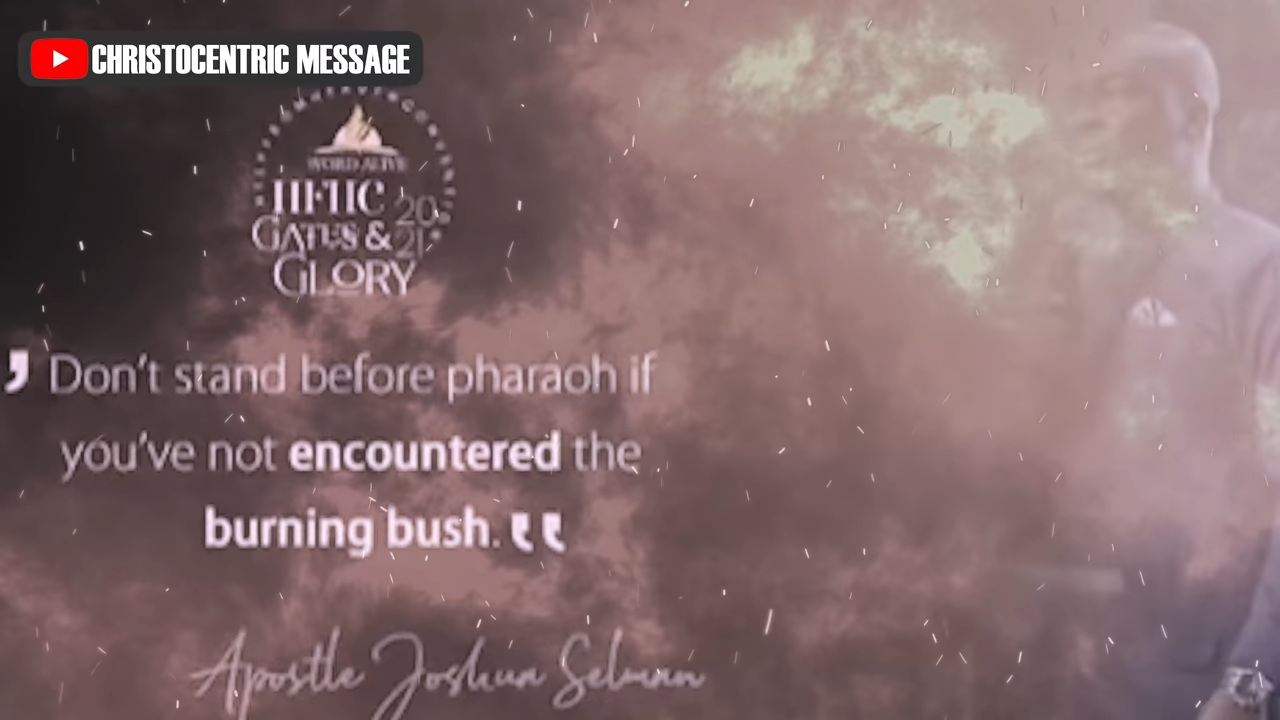 CHRISTOCENTRIC MESSAGE
WORD ALIVE
HFHC
20
21
GATES &
GLORY
’ Don’t stand before pharaoh if
you’ve not encountered the
burning bush. “
Apostle Joshua Selman